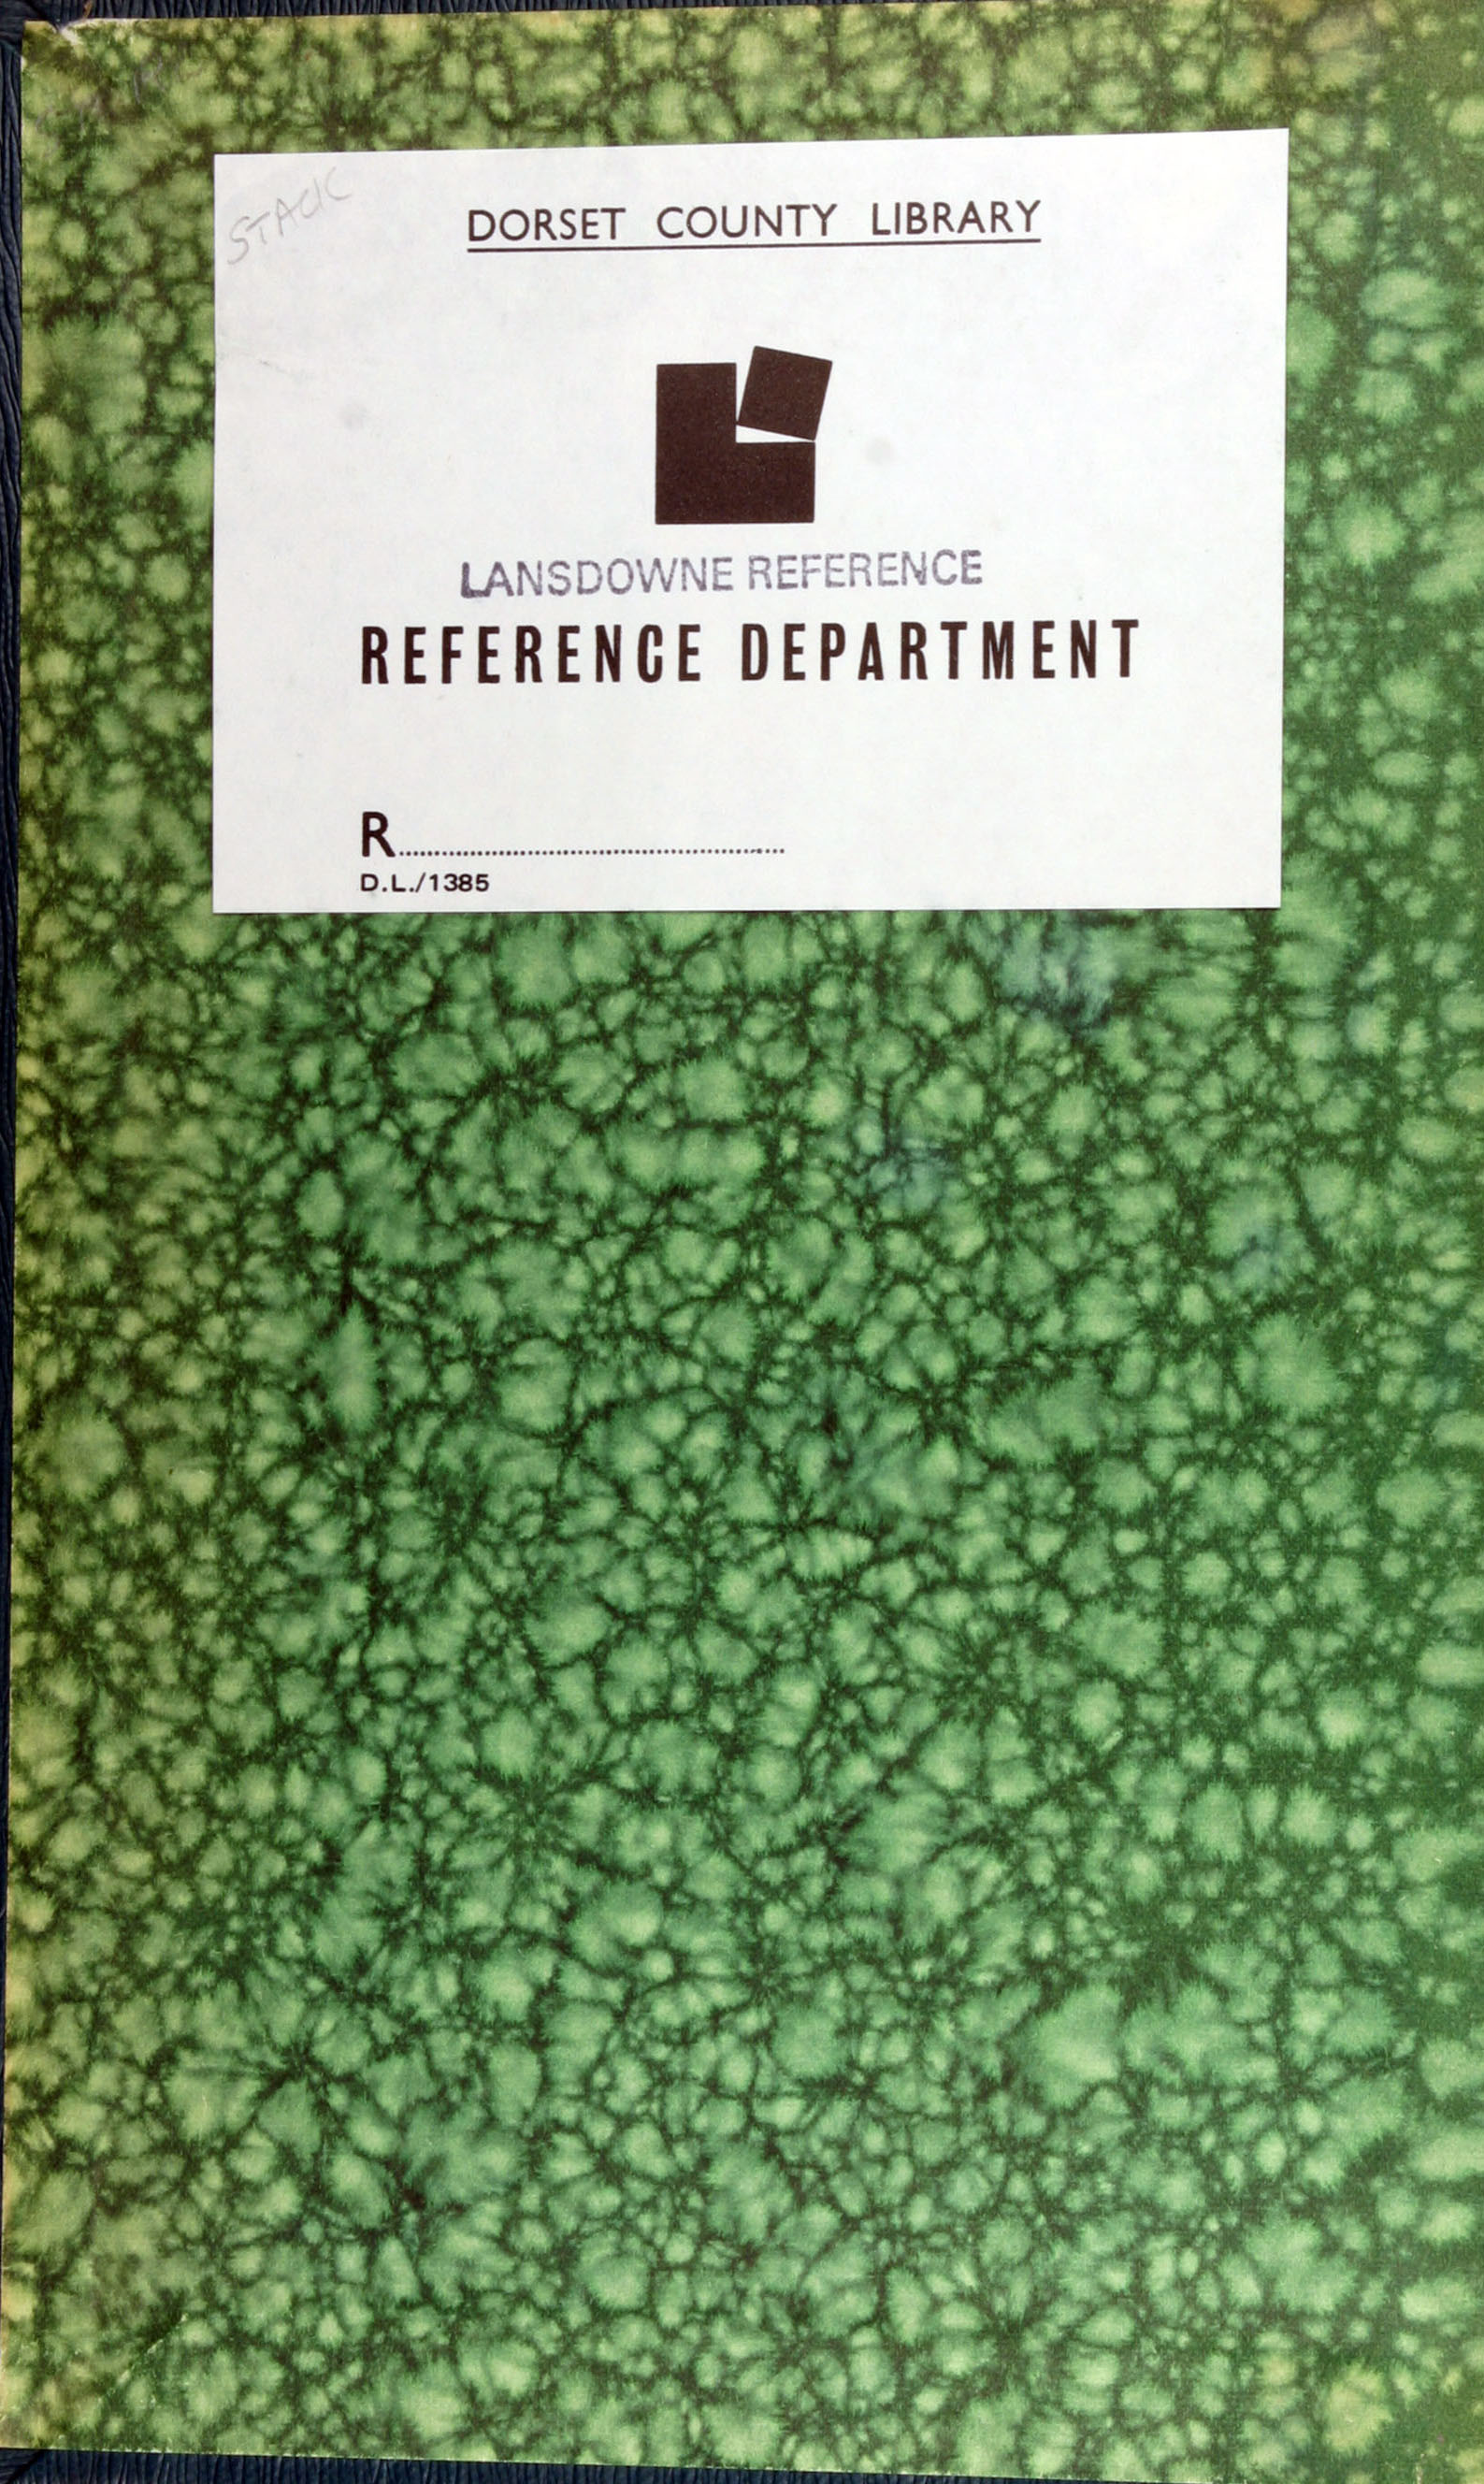 STACK
DORSET COUNTY LIBRARY
LANSDOWNE REFERENCE
REFERENCE DEPARTMENT
R........................................................
D.L./1385